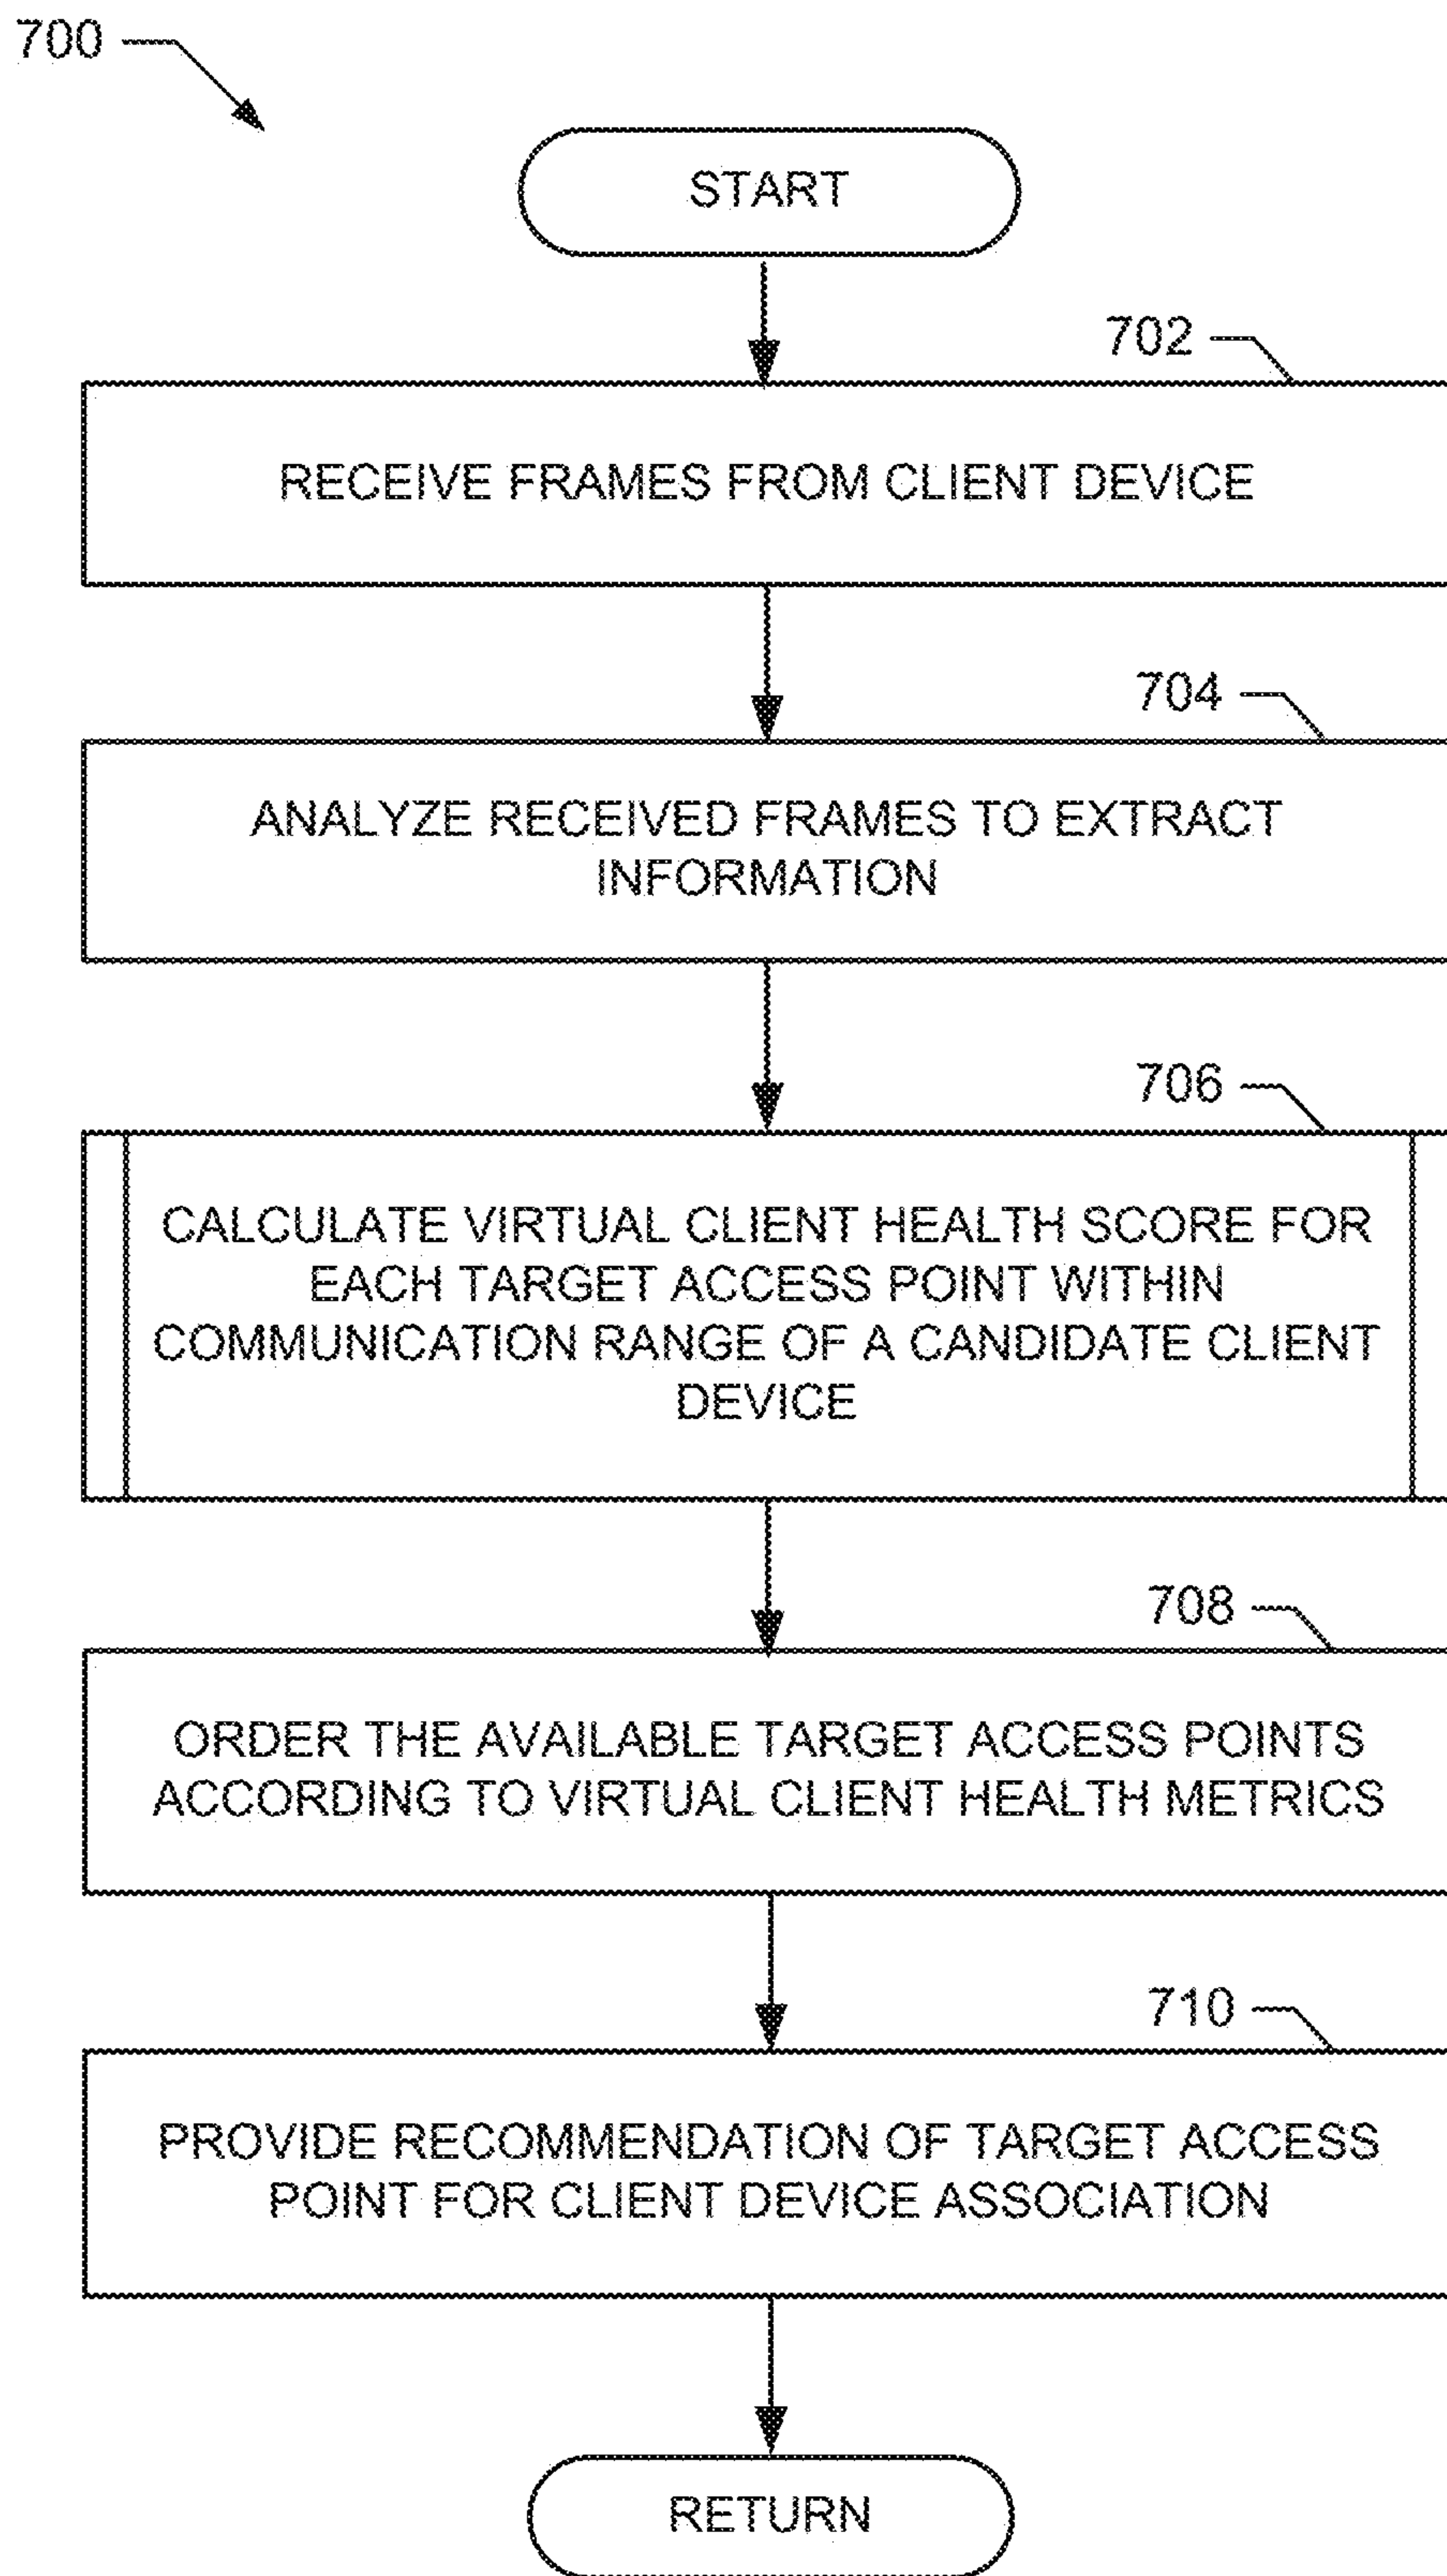 700
START
702
RECEIVE FRAMES FROM CLIENT DEVICE
704
ANALYZE RECEIVED FRAMES TO EXTRACT
INFORMATION
706
CALCULATE VIRTUAL CLIENT HEALTH SCORE FOR
EACH TARGET ACCESS POINT WITHIN
COMMUNICATION RANGE OF A CANDIDATE CLIENT
DEVICE
708
ORDER THE AVAILABLE TARGET ACCESS POINTS
ACCORDING TO VIRTUAL CLIENT HEALTH METRICS
710
PROVIDE RECOMMENDATION OF TARGET ACCESS
POINT FOR CLIENT DEVICE ASSOCIATION
RETURN